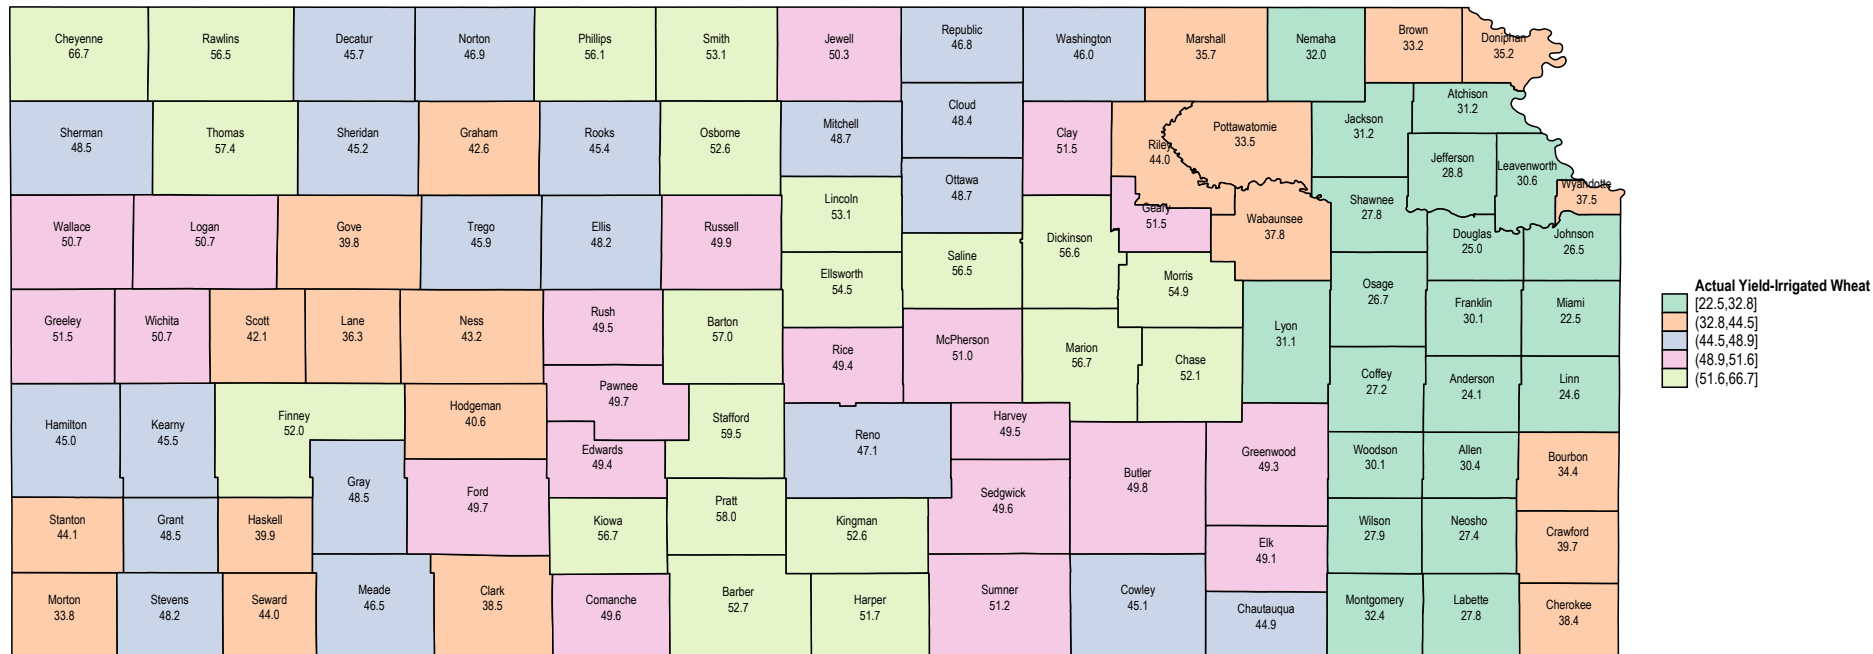 Cheyenne
66.7
Rawlins
56.5
Decatur
45.7
Norton
46.9
Phillips
56.1
Smith
53.1
Jewell
50.3
Republic
46.8
Washington
46.0
Marshall
35.7
Nemaha
32.0
Brown
33.2
Doniphan
35.2
Sherman
48.5
Thomas
57.4
Sheridan
45.2
Graham
42.6
Rooks
45.4
Osborne
52.6
Mitchell
48.7
Cloud
48.4
Clay
51.5
Riley
44.0
Pottawatomie
33.5
Jackson
31.2
Atchison
31.2
Jefferson
28.8
Leavenworth
30.6
Wyandotte
37.5
Wallace
50.7
Logan
50.7
Gove
39.8
Trego
45.9
Ellis
48.2
Russell
49.9
Lincoln
53.1
Ottawa
48.7
Dickinson
56.6
Geary
51.5
Wabaunsee
37.8
Shawnee
27.8
Douglas
25.0
Johnson
26.5
Ellsworth
54.5
Saline
56.5
Morris
54.9
Osage
26.7
Franklin
30.1
Miami
22.5
Greeley
51.5
Wichita
50.7
Scott
42.1
Lane
36.3
Ness
43.2
Rush
49.5
Barton
57.0
Rice
49.4
McPherson
51.0
Marion
56.7
Chase
52.1
Lyon
31.1
Coffey
27.2
Anderson
24.1
Linn
24.6
Hamilton
45.0
Kearny
45.5
Finney
52.0
Hodgeman
40.6
Pawnee
49.7
Stafford
59.5
Reno
47.1
Harvey
49.5
Butler
49.8
Greenwood
49.3
Woodson
30.1
Allen
30.4
Bourbon
34.4
Gray
48.5
Ford
49.7
Edwards
49.4
Pratt
58.0
Sedgwick
49.6
Stanton
44.1
Grant
48.5
Haskell
39.9
Kiowa
56.7
Kingman
52.6
Elk
49.1
Wilson
27.9
Neosho
27.4
Crawford
39.7
Morton
33.8
Stevens
48.2
Seward
44.0
Meade
46.5
Clark
38.5
Comanche
49.6
Barber
52.7
Harper
51.7
Sumner
51.2
Cowley
45.1
Chautauqua
44.9
Montgomery
32.4
Labette
27.8
Cherokee
38.4
Actual Yield-Irrigated Wheat
[22.5,32.8]
(32.8,44.5]
(44.5,48.9]
(48.9,51.6]
(51.6,66.7]